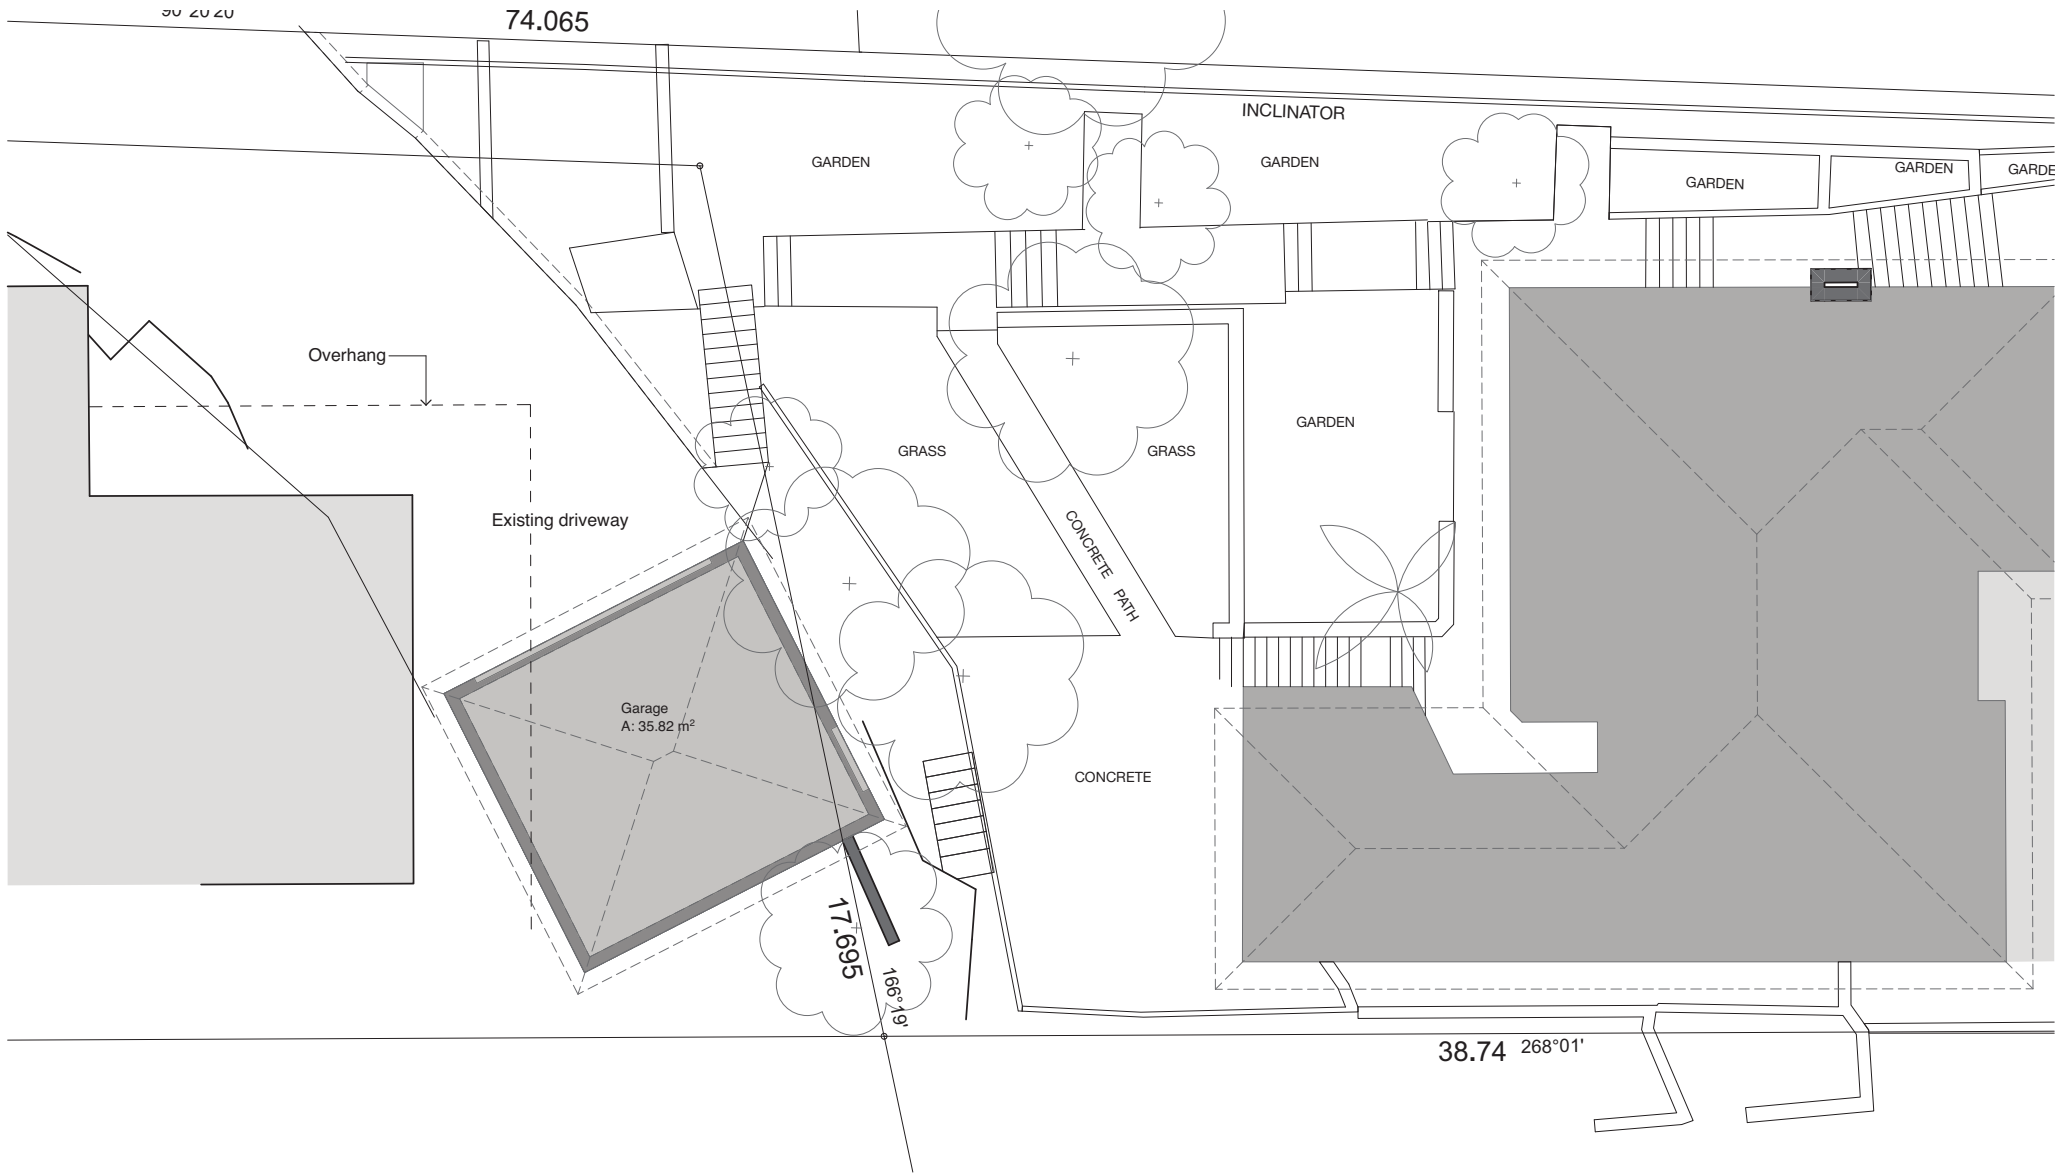 74.065
INCLINATOR
GARDEN
GARDEN
GARDEN
GARDEN
Overhang
GARDEN
GRASS
GRASS
Existing driveway
CONCRETE PATH
Garage
A: 35.82 m²
CONCRETE
17.695
166°19'
38.74 268°01'